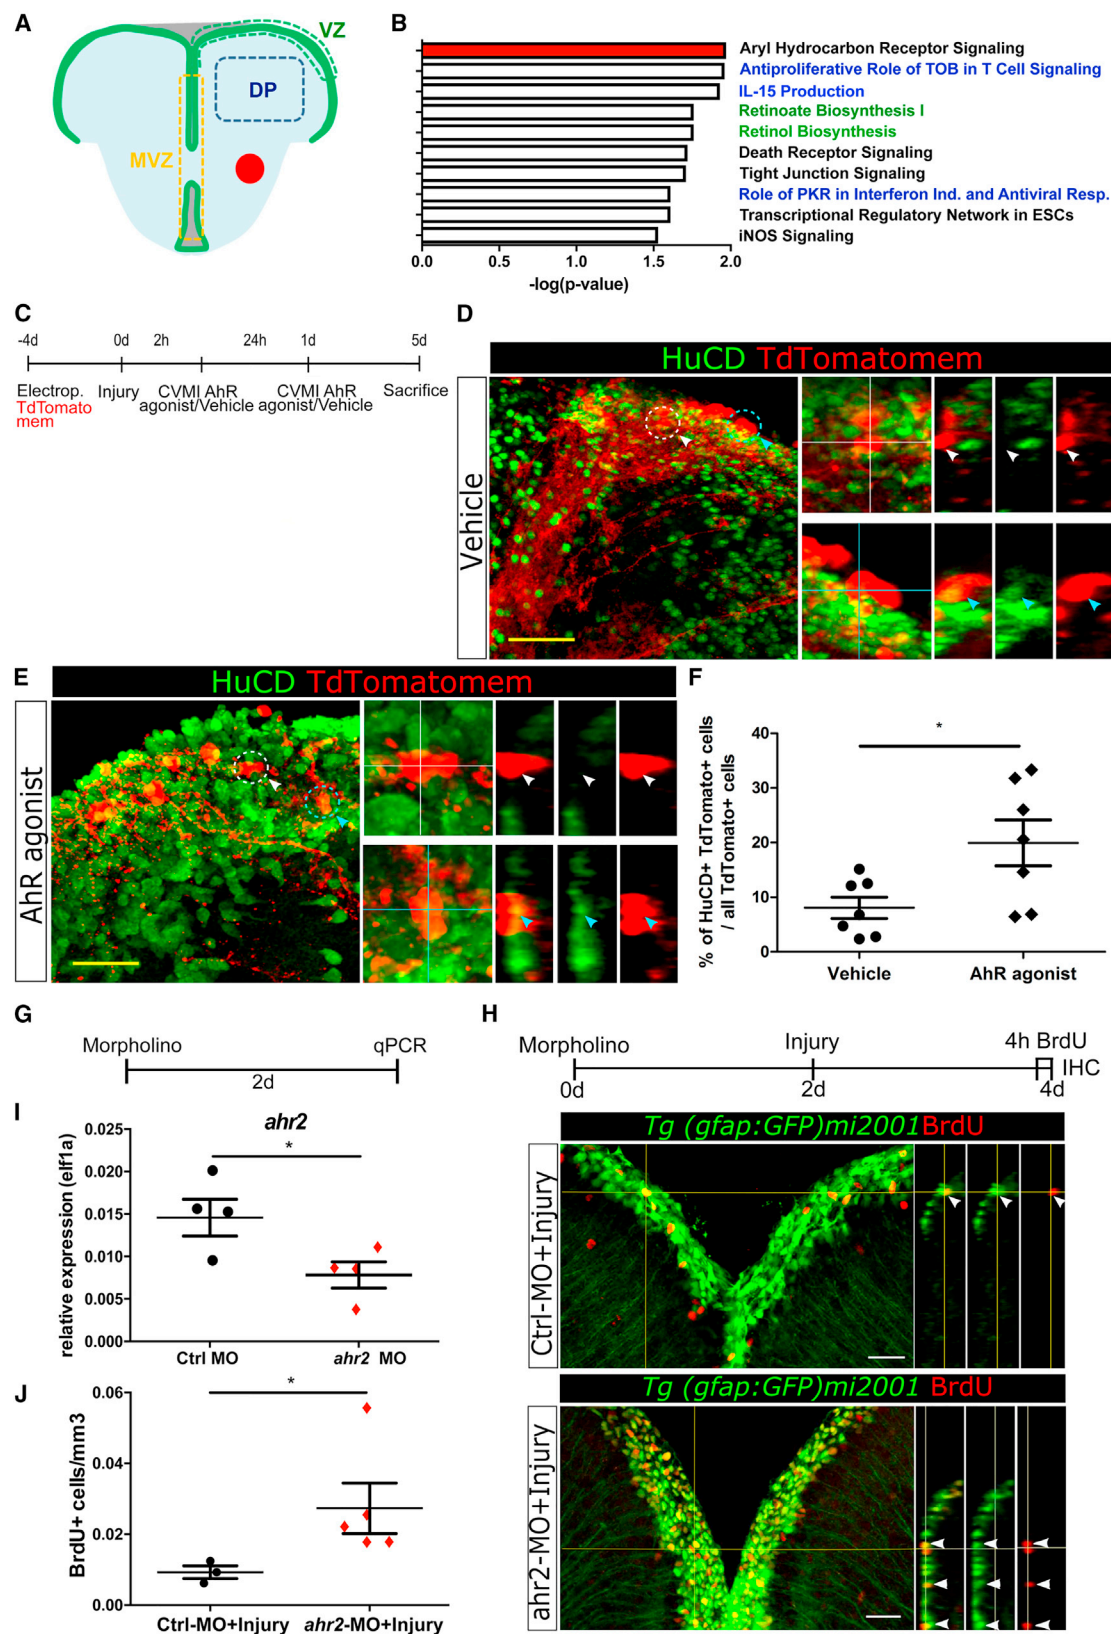 A
VZ
DP
MVZ
B
Aryl Hydrocarbon Receptor Signaling
Antiproliferative Role of TOB in T Cell Signaling
IL-15 Production
Retinoate Biosynthesis I
Retinol Biosynthesis
Death Receptor Signaling
Tight Junction Signaling
Role of PKR in Interferon Ind. and Antiviral Resp.
Transcriptional Regulatory Network in ESCs
iNOS Signaling
0.0 0.5 1.0 1.5 2.0
-log(p-value)
C
-4d 0d 2h 24h 1d 5d
Electrop. Injury CVMI AhR CVMI AhR Sacrifice
TdTomato agonist/Vehicle agonist/Vehicle
mem
D
HuCD TdTomatomem
Vehicle
E
HuCD TdTomatomem
AhR agonist
F
% of HuCD+ TdTomato+ cells
/ all TdTomato+ cells
40
30
20
10
0
*
Vehicle AhR agonist
G
Morpholino qPCR
2d
H
Morpholino Injury 4h BrdU
IHC
0d 2d 4d
I
ahr2
relative expression (elf1a)
0.025
0.020
0.015
0.010
0.005
0.000
*
Ctrl MO ahr2 MO
Tg (gfap:GFP)mi2001BrdU
Ctrl-MO+Injury
J
BrdU+ cells/mm3
0.06
0.04
0.02
0.00
*
Ctrl-MO+Injury ahr2-MO+Injury
Tg (gfap:GFP)mi2001 BrdU
ahr2-MO+Injury